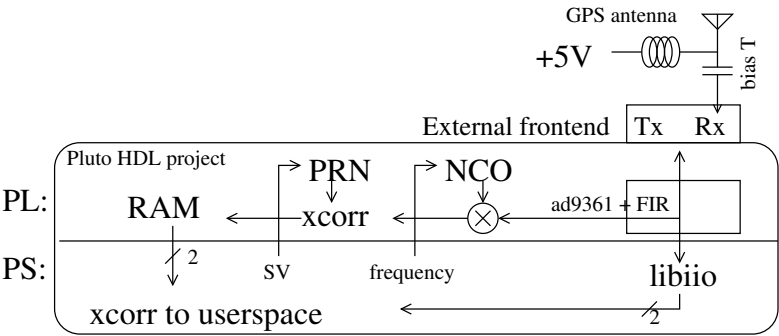 GPS antenna
+5V
bias T
External frontend
Tx
Rx
Pluto HDL project
PRN
NCO
PL:
RAM
xcorr
ad9361 + FIR
PS:
2
SV
frequency
libiio
xcorr to userspace
2